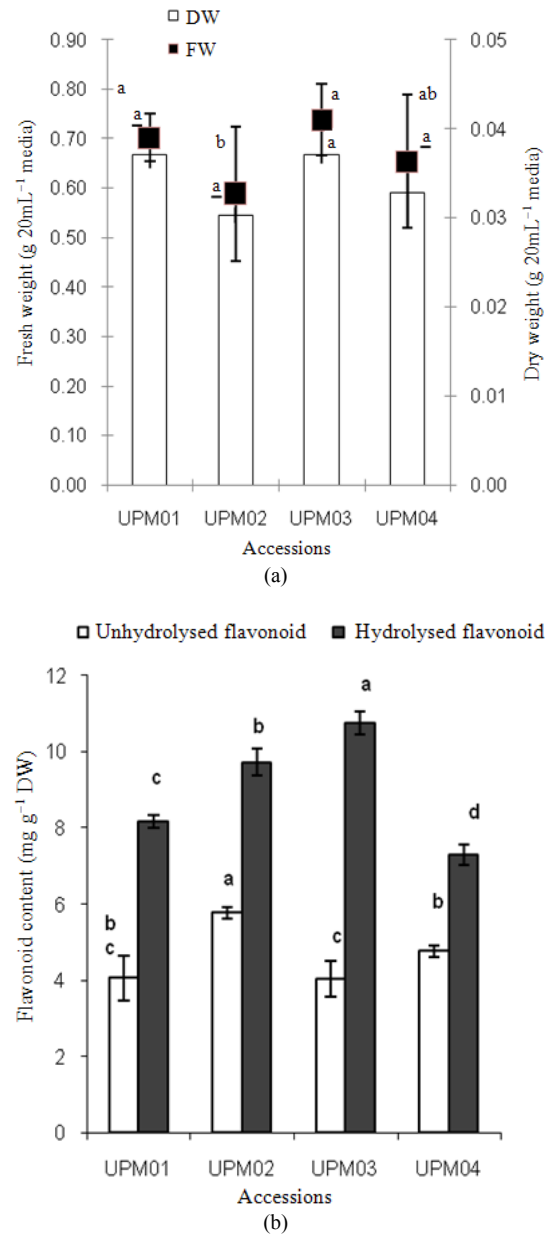 DW
FW
0.90
0.80
0.70
0.60
0.50
0.40
0.30
0.20
0.10
0.00
Fresh weight (g 20mL⁻¹ media)
a
a
b
a
a
a
ab
a
0.05
0.04
0.03
0.02
0.01
0.00
Dry weight (g 20mL⁻¹ media)
UPM01 UPM02 UPM03 UPM04
Accessions
(a)
Unhydrolysed flavonoid Hydrolysed flavonoid
12
10
8
6
4
2
0
Flavonoid content (mg g⁻¹ DW)
b
c
c
a
b
c
a
b
d
UPM01 UPM02 UPM03 UPM04
Accessions
(b)